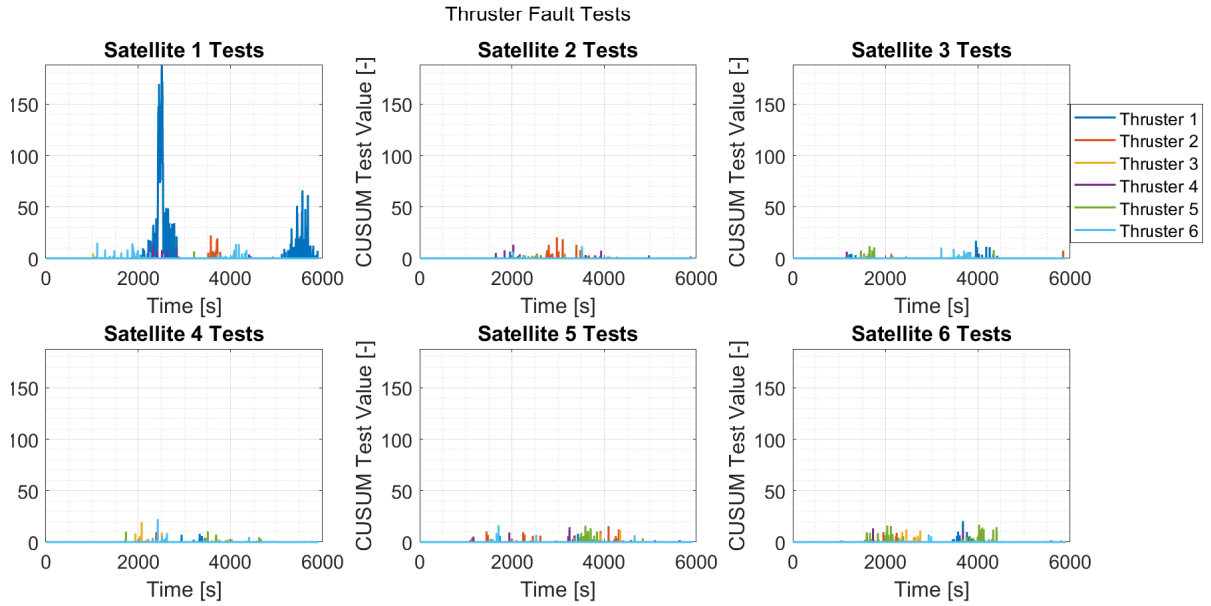 Thruster Fault Tests
Satellite 1 Tests
Satellite 2 Tests
Satellite 3 Tests
150
100
50
0
0 2000 4000 6000
Time [s]
CUSUM Test Value [-]
150
100
50
0
0 2000 4000 6000
Time [s]
CUSUM Test Value [-]
150
100
50
0
0 2000 4000 6000
Time [s]
Thruster 1
Thruster 2
Thruster 3
Thruster 4
Thruster 5
Thruster 6
Satellite 4 Tests
Satellite 5 Tests
Satellite 6 Tests
150
100
50
0
0 2000 4000 6000
Time [s]
CUSUM Test Value [-]
150
100
50
0
0 2000 4000 6000
Time [s]
CUSUM Test Value [-]
150
100
50
0
0 2000 4000 6000
Time [s]